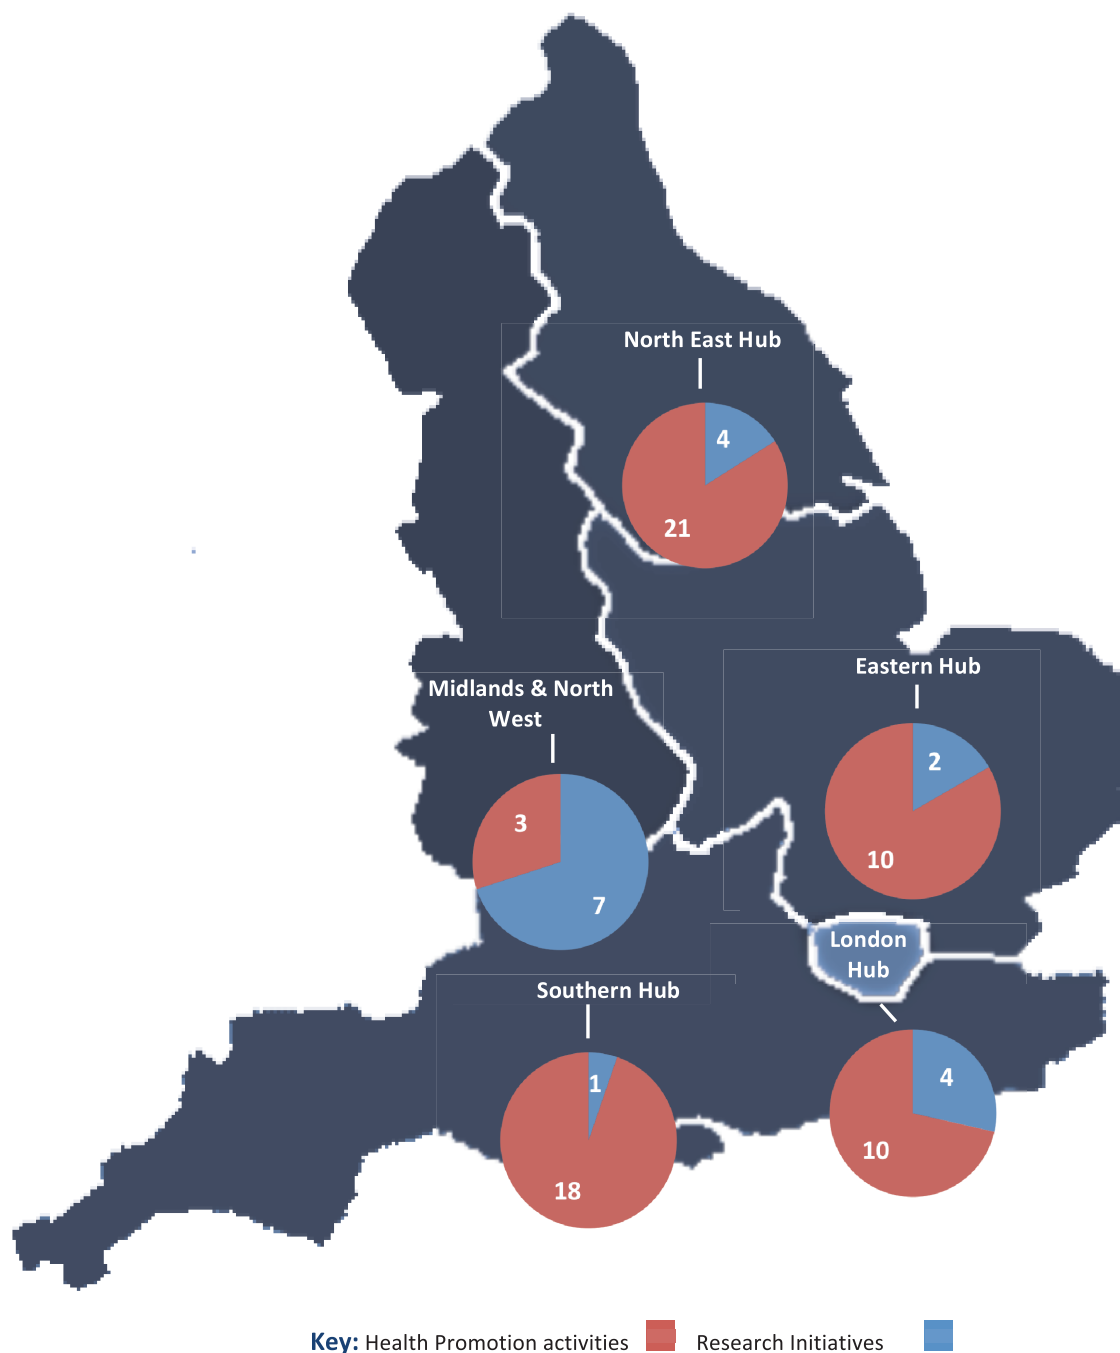 North East Hub
4
21
Eastern Hub
2
10
Midlands & North
West
3
7
London
Hub
4
10
Southern Hub
1
18
Key: Health Promotion activities Research Initiatives